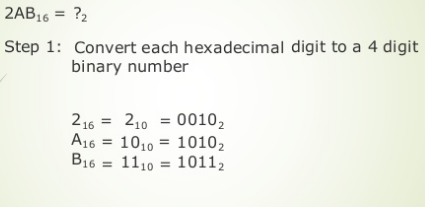 2AB₁₆ = ?₂
Step 1: Convert each hexadecimal digit to a 4 digit
binary number
2₁₆ = 2₁₀ = 0010₂
A₁₆ = 10₁₀ = 1010₂
B₁₆ = 11₁₀ = 1011₂